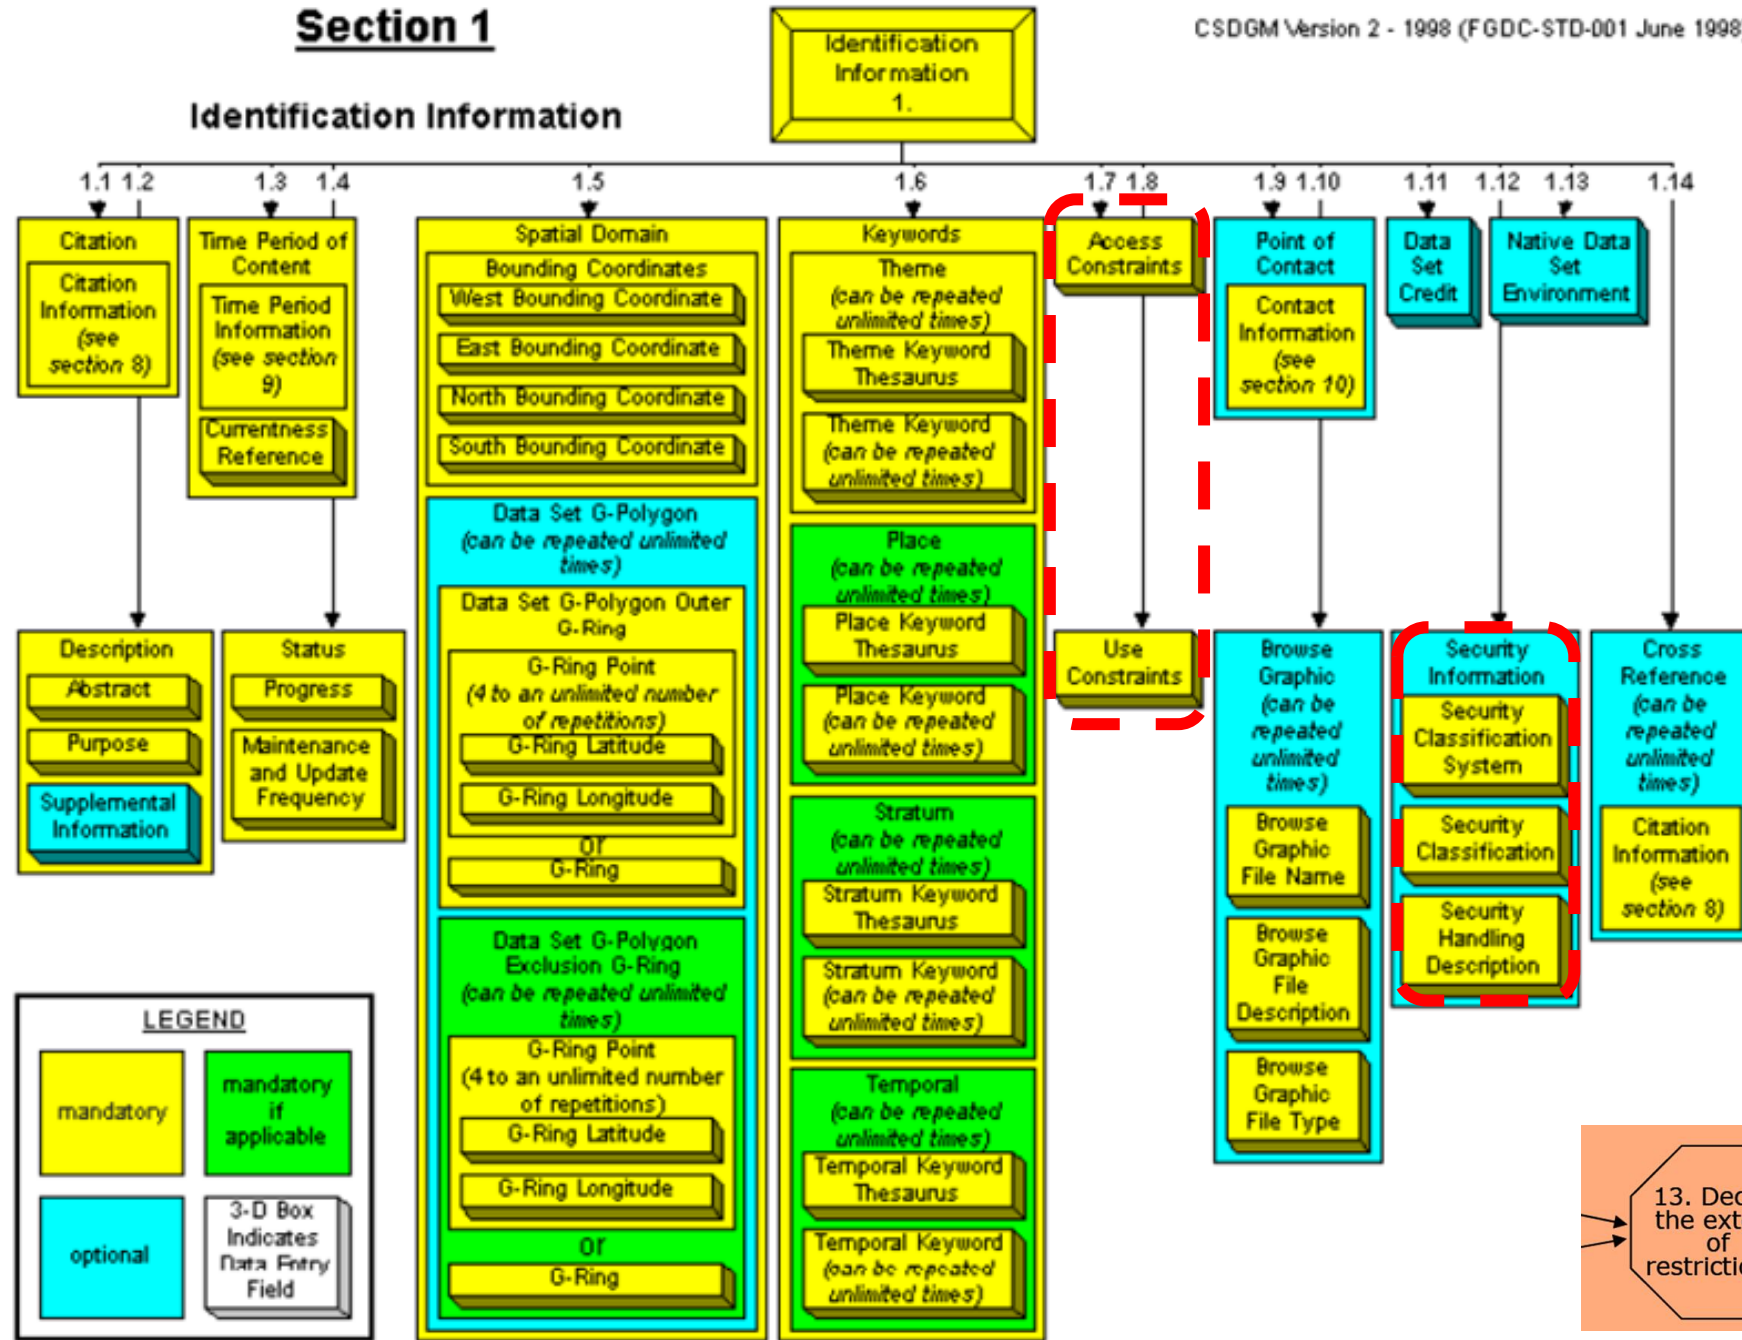 Section 1
CSDGM Version 2 - 1998 (FGDC-STD-001 June 1998)
Identification
Information
1.
Identification Information
1.1 1.2 1.3 1.4 1.5 1.6 1.7 1.8 1.9 1.10 1.11 1.12 1.13 1.14
Citation
Citation
Information
(see
section 8)
Time Period of
Content
Time Period
Information
(see section
9)
Currentness
Reference
Description
Abstract
Purpose
Supplemental
Information
Status
Progress
Maintenance
and Update
Frequency
Spatial Domain
Bounding Coordinates
West Bounding Coordinate
East Bounding Coordinate
North Bounding Coordinate
South Bounding Coordinate
Data Set G-Polygon
(can be repeated unlimited
times)
Data Set G-Polygon Outer
G-Ring
G-Ring Point
(4 to an unlimited number
of repetitions)
G-Ring Latitude
G-Ring Longitude
or
G-Ring
Data Set G-Polygon
Exclusion G-Ring
(can be repeated unlimited
times)
G-Ring Point
(4 to an unlimited number
of repetitions)
G-Ring Latitude
G-Ring Longitude
or
G-Ring
Keywords
Theme
(can be repeated
unlimited times)
Theme Keyword
Thesaurus
Theme Keyword
(can be repeated
unlimited times)
Place
(can be repeated
unlimited times)
Place Keyword
Thesaurus
Place Keyword
(can be repeated
unlimited times)
Stratum
(can be repeated
unlimited times)
Stratum Keyword
Thesaurus
Stratum Keyword
(can be repeated
unlimited times)
Temporal
(can be repeated
unlimited times)
Temporal Keyword
Thesaurus
Temporal Keyword
(can be repeated
unlimited times)
Access
Constraints
Use
Constraints
Point of
Contact
Contact
Information
(see
section 10)
Browse
Graphic
(can be
repeated
unlimited
times)
Browse
Graphic
File Name
Browse
Graphic
File
Description
Browse
Graphic
File Type
Data
Set
Credit
Native Data
Set
Environment
Security
Information
Security
Classification
System
Security
Classification
Security
Handling
Description
Cross
Reference
(can be
repeated
unlimited
times)
Citation
Information
(see
section 8)
LEGEND
mandatory
mandatory
if
applicable
optional
3-D Box
Indicates
Data Entry
Field
13. Dec
the ext
of
restricti